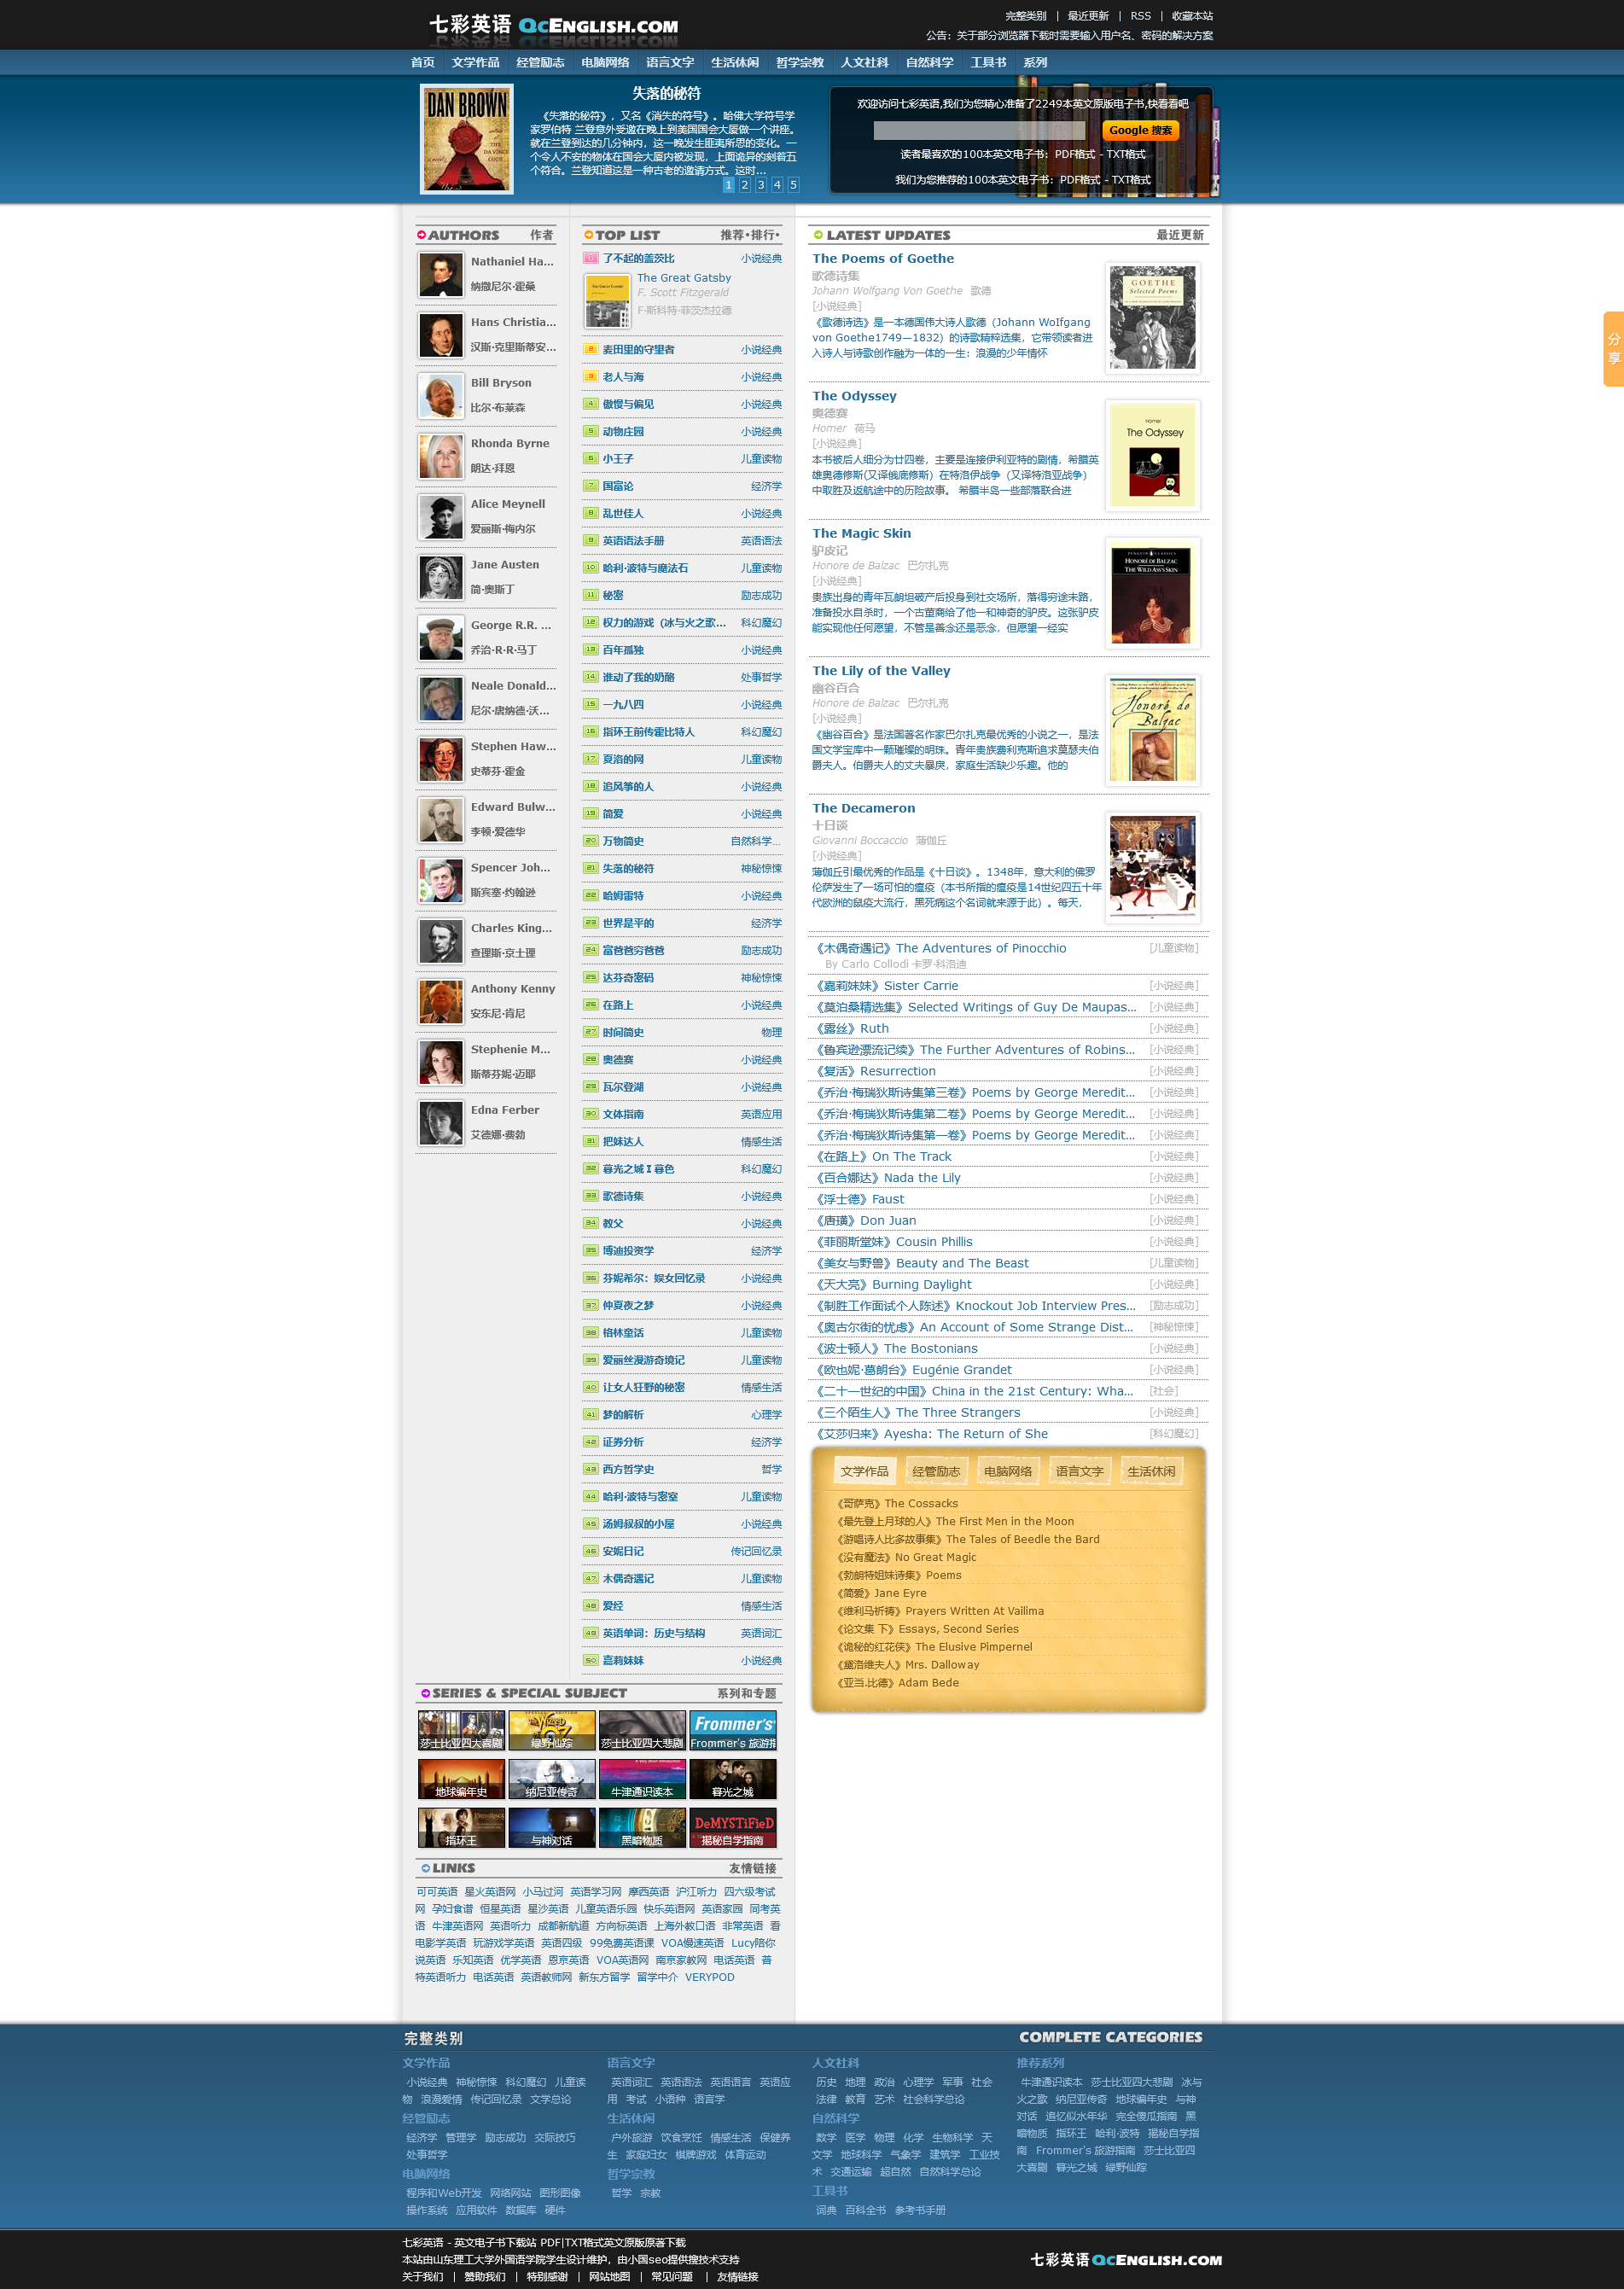 七彩英语 QcEnglish.com
完整类别 | 最近更新 | RSS | 收藏本站
公告：关于部分浏览器下载时需要输入用户名、密码的解决方案
首页 文学作品 经管励志 电脑网络 语言文字 生活休闲 哲学宗教 人文社科 自然科学 工具书 系列
DAN BROWN
失落的秘符
《失落的秘符》，又名《消失的符号》。哈佛大学符号学
家罗伯特 兰登意外受邀在晚上到美国国会大厦做一个讲座。
就在兰登到达的几分钟内，这一晚发生匪夷所思的变化。一
个令人不安的物体在国会大厦内被发现，上面诡异的刻着五
个符合。兰登知道这是一种古老的邀请方式。这时...
1 2 3 4 5
欢迎访问七彩英语,我们为您精心准备了2249本英文原版电子书,快看看吧
Google 搜索
读者最喜欢的100本英文电子书：PDF格式 - TXT格式
我们为您推荐的100本英文电子书：PDF格式 - TXT格式
分享
AUTHORS 作者
Nathaniel Ha...
纳撒尼尔·霍桑
Hans Christia...
汉斯·克里斯蒂安...
Bill Bryson
比尔·布莱森
Rhonda Byrne
朗达·拜恩
Alice Meynell
爱丽斯·梅内尔
Jane Austen
简·奥斯丁
George R.R. ...
乔治·R·R·马丁
Neale Donald...
尼尔·唐纳德·沃...
Stephen Haw...
史蒂芬·霍金
Edward Bulw...
李顿·爱德华
Spencer Joh...
斯宾塞·约翰逊
Charles King...
查理斯·京士理
Anthony Kenny
安东尼·肯尼
Stephenie M...
斯蒂芬妮·迈耶
Edna Ferber
艾德娜·费勃
TOP LIST 推荐·排行·
了不起的盖茨比 小说经典
The Great Gatsby
F. Scott Fitzgerald
F·斯科特·菲茨杰拉德
2 麦田里的守望者 小说经典
3 老人与海 小说经典
4 傲慢与偏见 小说经典
5 动物庄园 小说经典
6 小王子 儿童读物
7 国富论 经济学
8 乱世佳人 小说经典
9 英语语法手册 英语语法
10 哈利·波特与魔法石 儿童读物
11 秘密 励志成功
12 权力的游戏（冰与火之歌... 科幻魔幻
13 百年孤独 小说经典
14 谁动了我的奶酪 处事哲学
15 一九八四 小说经典
16 指环王前传霍比特人 科幻魔幻
17 夏洛的网 儿童读物
18 追风筝的人 小说经典
19 简爱 小说经典
20 万物简史 自然科学...
21 失落的秘符 神秘惊悚
22 哈姆雷特 小说经典
23 世界是平的 经济学
24 富爸爸穷爸爸 励志成功
25 达芬奇密码 神秘惊悚
26 在路上 小说经典
27 时间简史 物理
28 奥德赛 小说经典
29 瓦尔登湖 小说经典
30 文体指南 英语应用
31 把妹达人 情感生活
32 暮光之城 I 暮色 科幻魔幻
33 歌德诗集 小说经典
34 教父 小说经典
35 博迪投资学 经济学
36 芬妮希尔：娱女回忆录 小说经典
37 仲夏夜之梦 小说经典
38 格林童话 儿童读物
39 爱丽丝漫游奇境记 儿童读物
40 让女人狂野的秘密 情感生活
41 梦的解析 心理学
42 证券分析 经济学
43 西方哲学史 哲学
44 哈利·波特与密室 儿童读物
45 汤姆叔叔的小屋 小说经典
46 安妮日记 传记回忆录
47 木偶奇遇记 儿童读物
48 爱经 情感生活
49 英语单词：历史与结构 英语词汇
50 嘉莉妹妹 小说经典
LATEST UPDATES 最近更新
The Poems of Goethe
歌德诗集
Johann Wolfgang Von Goethe 歌德
[小说经典]
《歌德诗选》是一本德国伟大诗人歌德（Johann WoIfgang
von Goethe1749—1832）的诗歌精粹选集，它带领读者进
入诗人与诗歌创作融为一体的一生：浪漫的少年情怀
GOETHE
Selected Poems
The Odyssey
奥德赛
Homer 荷马
[小说经典]
本书被后人细分为廿四卷，主要是连接伊利亚特的剧情，希腊英
雄奥德修斯(又译俄底修斯）在特洛伊战争（又译特洛亚战争）
中取胜及返航途中的历险故事。 希腊半岛一些部落联合进
Homer
The Odyssey
The Magic Skin
驴皮记
Honore de Balzac 巴尔扎克
[小说经典]
贵族出身的青年瓦朗坦破产后投身到社交场所，落得穷途末路，
准备投水自杀时，一个古董商给了他一和神奇的驴皮。这张驴皮
能实现他任何愿望，不管是善念还是恶念，但愿望一经实
HONORÉ DE BALZAC
THE WILD ASS'S SKIN
The Lily of the Valley
幽谷百合
Honore de Balzac 巴尔扎克
[小说经典]
《幽谷百合》是法国著名作家巴尔扎克最优秀的小说之一，是法
国文学宝库中一颗璀璨的明珠。青年贵族费利克斯追求莫瑟夫伯
爵夫人。伯爵夫人的丈夫暴戾，家庭生活缺少乐趣。他的
Honoré de Balzac
The Decameron
十日谈
Giovanni Boccaccio 薄伽丘
[小说经典]
薄伽丘引最优秀的作品是《十日谈》。1348年，意大利的佛罗
伦萨发生了一场可怕的瘟疫（本书所指的瘟疫是14世纪四五十年
代欧洲的鼠疫大流行，黑死病这个名词就来源于此）。每天，
《木偶奇遇记》The Adventures of Pinocchio [儿童读物]
By Carlo Collodi 卡罗·科洛迪
《嘉莉妹妹》Sister Carrie [小说经典]
《莫泊桑精选集》Selected Writings of Guy De Maupas... [小说经典]
《露丝》Ruth [小说经典]
《鲁宾逊漂流记续》The Further Adventures of Robins... [小说经典]
《复活》Resurrection [小说经典]
《乔治·梅瑞狄斯诗集第三卷》Poems by George Meredit... [小说经典]
《乔治·梅瑞狄斯诗集第二卷》Poems by George Meredit... [小说经典]
《乔治·梅瑞狄斯诗集第一卷》Poems by George Meredit... [小说经典]
《在路上》On The Track [小说经典]
《百合娜达》Nada the Lily [小说经典]
《浮士德》Faust [小说经典]
《唐璜》Don Juan [小说经典]
《菲丽斯堂妹》Cousin Phillis [小说经典]
《美女与野兽》Beauty and The Beast [儿童读物]
《天大亮》Burning Daylight [小说经典]
《制胜工作面试个人陈述》Knockout Job Interview Pres... [励志成功]
《奥古尔街的忧虑》An Account of Some Strange Dist... [神秘惊悚]
《波士顿人》The Bostonians [小说经典]
《欧也妮·葛朗台》Eugénie Grandet [小说经典]
《二十一世纪的中国》China in the 21st Century: Wha... [社会]
《三个陌生人》The Three Strangers [小说经典]
《艾莎归来》Ayesha: The Return of She [科幻魔幻]
文学作品 经管励志 电脑网络 语言文字 生活休闲
《哥萨克》The Cossacks
《最先登上月球的人》The First Men in the Moon
《游唱诗人比多故事集》The Tales of Beedle the Bard
《没有魔法》No Great Magic
《勃朗特姐妹诗集》Poems
《简爱》Jane Eyre
《维利马祈祷》Prayers Written At Vailima
《论文集 下》Essays, Second Series
《诡秘的红花侠》The Elusive Pimpernel
《黛洛维夫人》Mrs. Dalloway
《亚当.比德》Adam Bede
SERIES & SPECIAL SUBJECT 系列和专题
莎士比亚四大喜剧 绿野仙踪 莎士比亚四大悲剧 Frommer's Frommer's 旅游指
地球编年史 纳尼亚传奇 牛津通识读本 暮光之城
指环王 与神对话 黑暗物质 DeMYSTiFieD 揭秘自学指南
LINKS 友情链接
可可英语 星火英语网 小马过河 英语学习网 摩西英语 沪江听力 四六级考试
网 孕妇食谱 恒星英语 星沙英语 儿童英语乐园 快乐英语网 英语家园 同考英
语 牛津英语网 英语听力 成都新航道 方向标英语 上海外教口语 非常英语 看
电影学英语 玩游戏学英语 英语四级 99免费英语课 VOA慢速英语 Lucy陪你
说英语 乐知英语 优学英语 恩京英语 VOA英语网 南京家教网 电话英语 普
特英语听力 电话英语 英语教师网 新东方留学 留学中介 VERYPOD
完整类别 COMPLETE CATEGORIES
文学作品
小说经典 神秘惊悚 科幻魔幻 儿童读
物 浪漫爱情 传记回忆录 文学总论
经管励志
经济学 管理学 励志成功 交际技巧
处事哲学
电脑网络
程序和Web开发 网络网站 图形图像
操作系统 应用软件 数据库 硬件
语言文字
英语词汇 英语语法 英语语言 英语应
用 考试 小语种 语言学
生活休闲
户外旅游 饮食烹饪 情感生活 保健养
生 家庭妇女 棋牌游戏 体育运动
哲学宗教
哲学 宗教
人文社科
历史 地理 政治 心理学 军事 社会
法律 教育 艺术 社会科学总论
自然科学
数学 医学 物理 化学 生物科学 天
文学 地球科学 气象学 建筑学 工业技
术 交通运输 超自然 自然科学总论
工具书
词典 百科全书 参考书手册
推荐系列
牛津通识读本 莎士比亚四大悲剧 冰与
火之歌 纳尼亚传奇 地球编年史 与神
对话 追忆似水年华 完全傻瓜指南 黑
暗物质 指环王 哈利·波特 揭秘自学指
南 Frommer's 旅游指南 莎士比亚四
大喜剧 暮光之城 绿野仙踪
七彩英语 - 英文电子书下载站 PDF|TXT格式英文原版原著下载
本站由山东理工大学外国语学院学生设计维护，由小国seo提供搜技术支持
关于我们 | 赞助我们 | 特别感谢 | 网站地图 | 常见问题 | 友情链接
七彩英语 QcEnglish.com